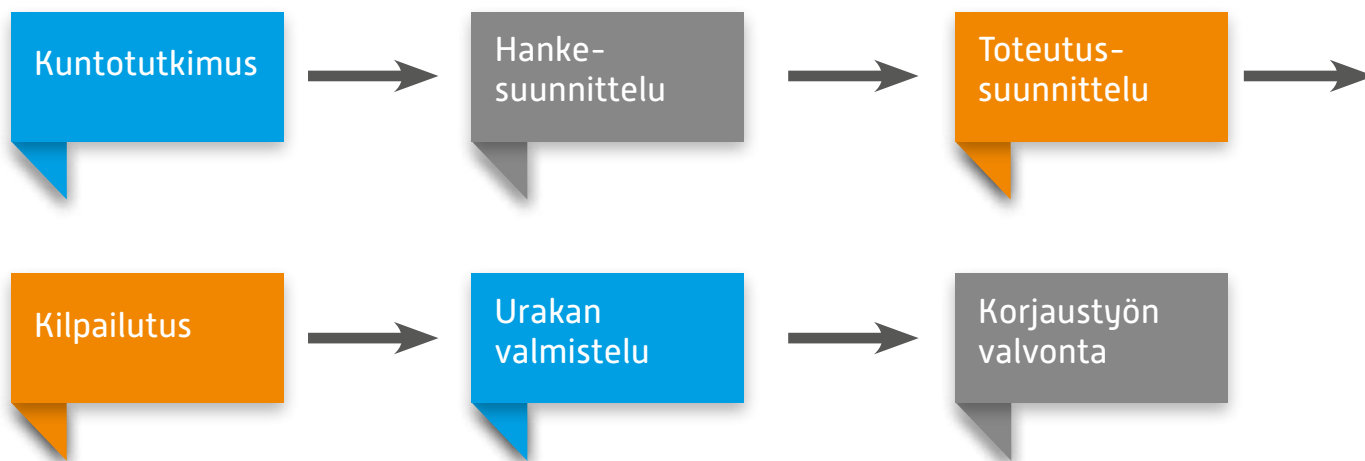 Kuntotutkimus
Hanke-
suunnittelu
Toteutus-
suunnittelu
Kilpailutus
Urakan
valmistelu
Korjaustyön
valvonta